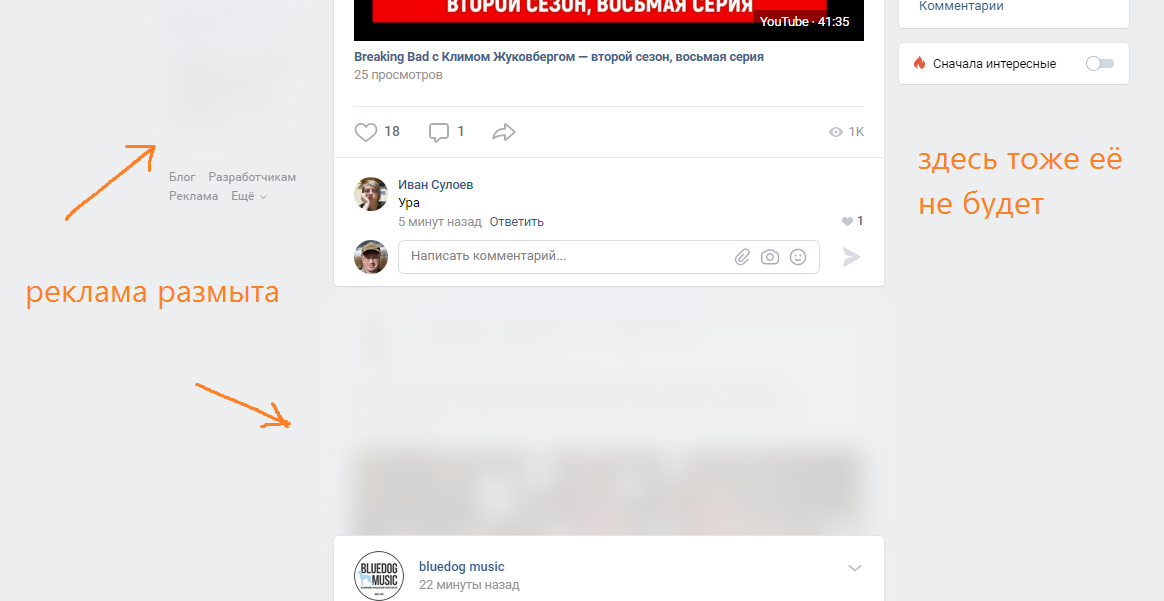 ВТОРОЙ СЕЗОН, ВОСЬМАЯ СЕРИЯ
YouTube · 41:35
Breaking Bad с Климом Жуковбергом — второй сезон, восьмая серия
25 просмотров
18
1
1K
Иван Сулоев
Ура
5 минут назад Ответить
1
Написать комментарий...
bluedog music
22 минуты назад
BLUEDOG
MUSIC
Блог Разработчикам
Реклама Ещё
реклама размыта
Комментарии
Сначала интересные
здесь тоже её
не будет